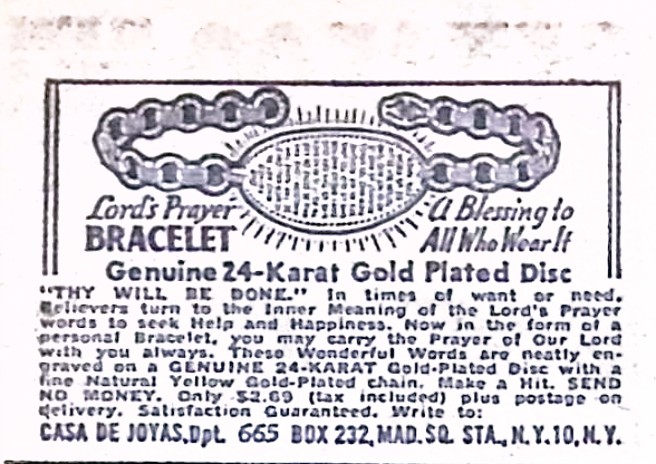 Lord's Prayer
BRACELET
A Blessing to
All Who Wear It
Genuine 24-Karat Gold Plated Disc
"THY WILL BE DONE." In times of want or need,
Believers turn to the Inner Meaning of the Lord's Prayer
words to seek Help and Happiness. Now in the form of a
personal Bracelet, you may carry the Prayer of Our Lord
with you always. These Wonderful Words are neatly en-
graved on a GENUINE 24-KARAT Gold-Plated Disc with a
fine Natural Yellow Gold-Plated chain. Make a Hit. SEND
NO MONEY. Only $2.69 (tax included) plus postage on
delivery. Satisfaction Guaranteed. Write to:
CASA DE JOYAS, Dpt. 665 BOX 232, MAD. SQ. STA., N.Y. 10, N.Y.